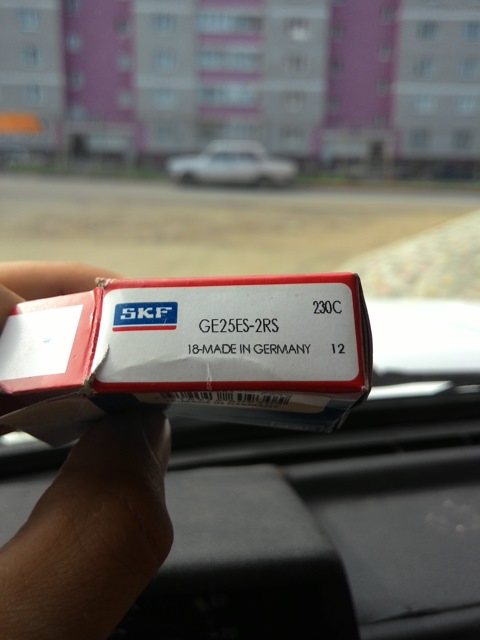 SKF
230C
GE25ES-2RS
18-MADE IN GERMANY 12